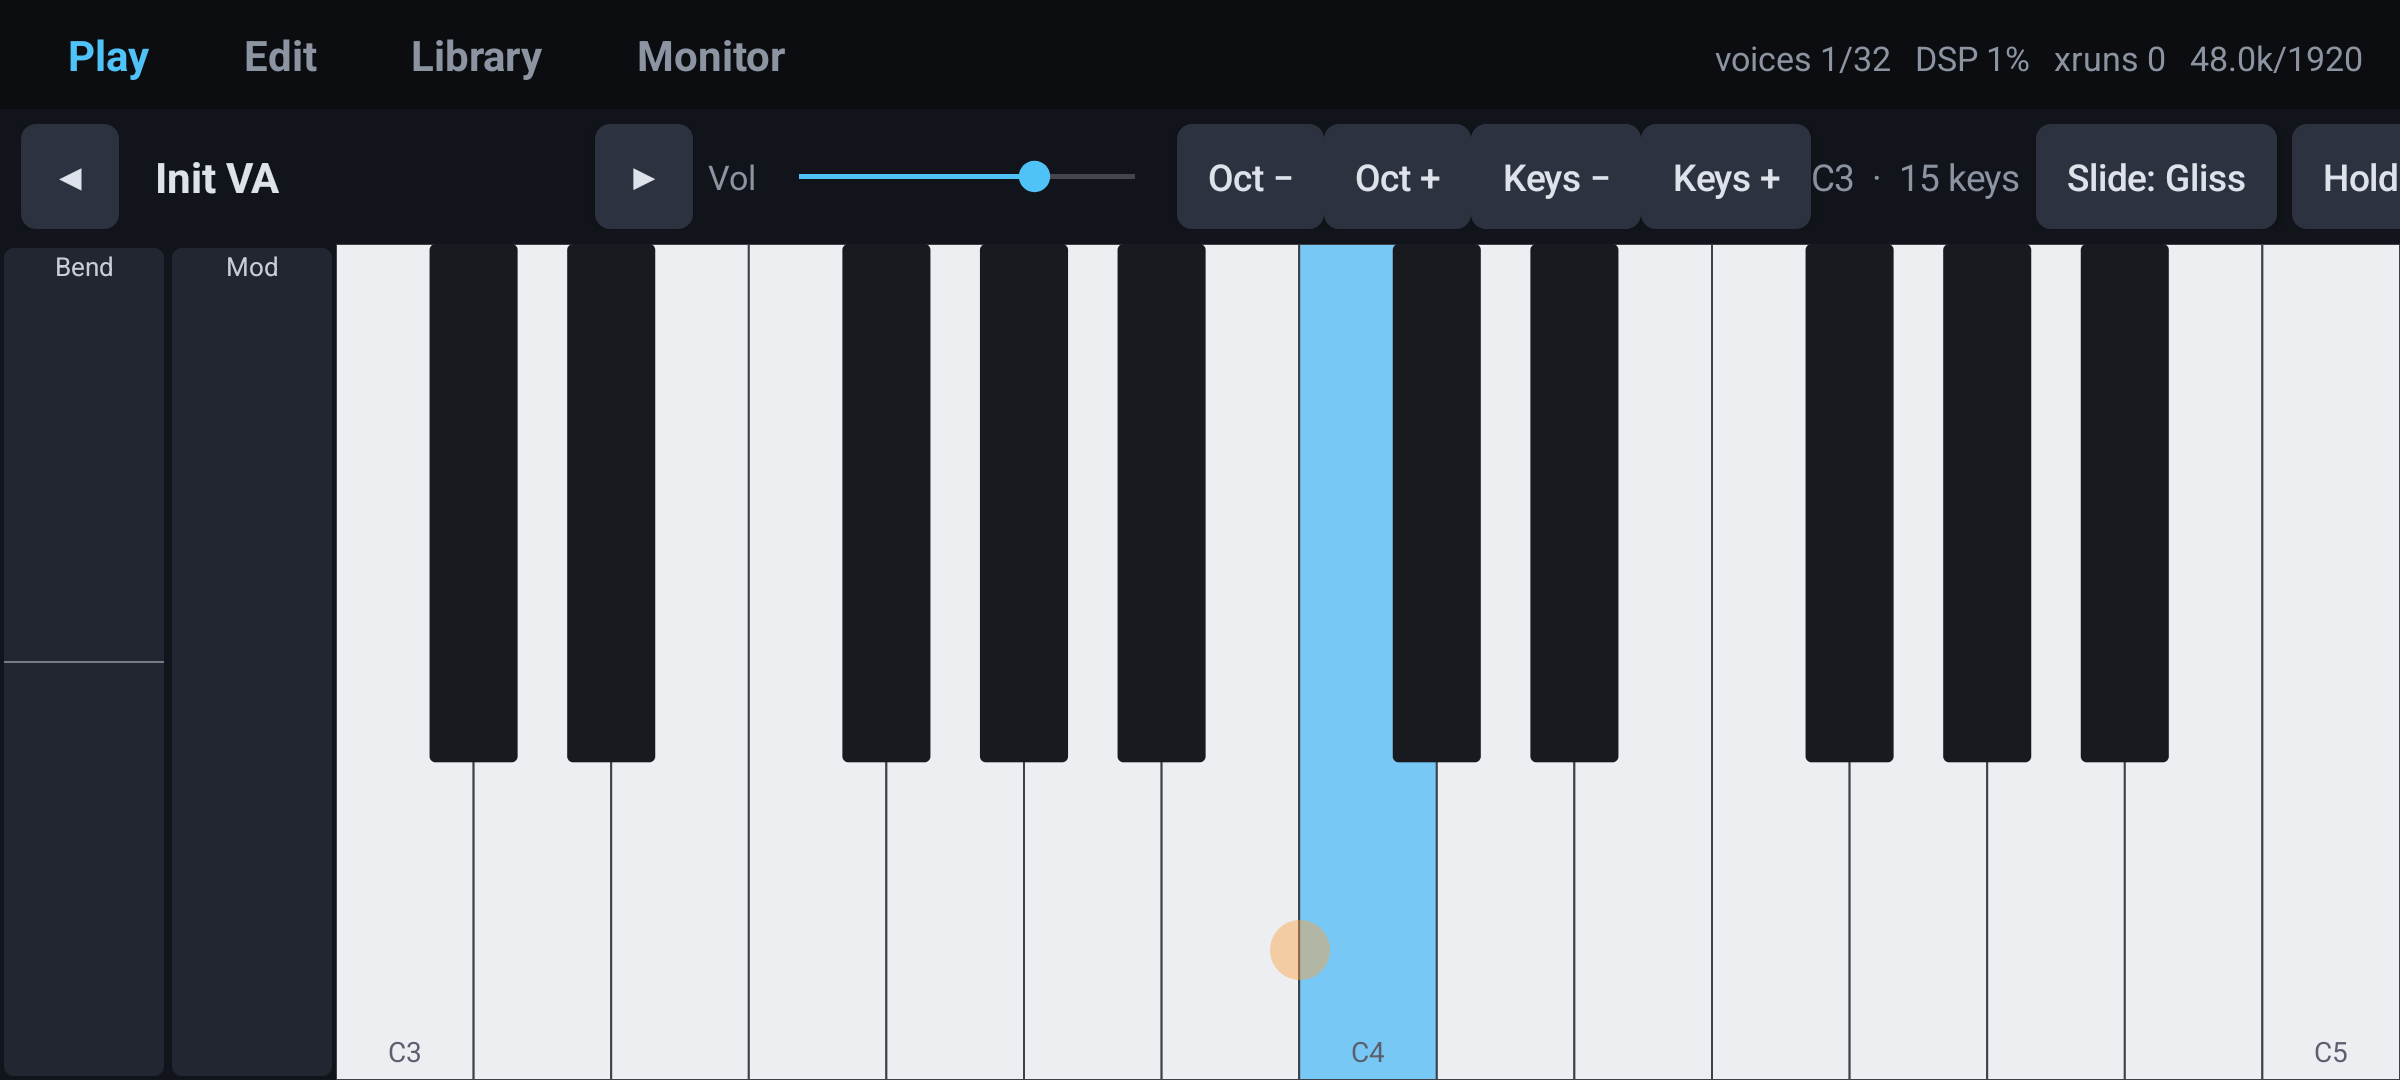 Play Edit Library Monitor voices 1/32 DSP 1% xruns 0 48.0k/1920
◀ Init VA ▶ Vol Oct − Oct + Keys − Keys + C3 · 15 keys Slide: Gliss Hold
Bend Mod
C3 C4 C5